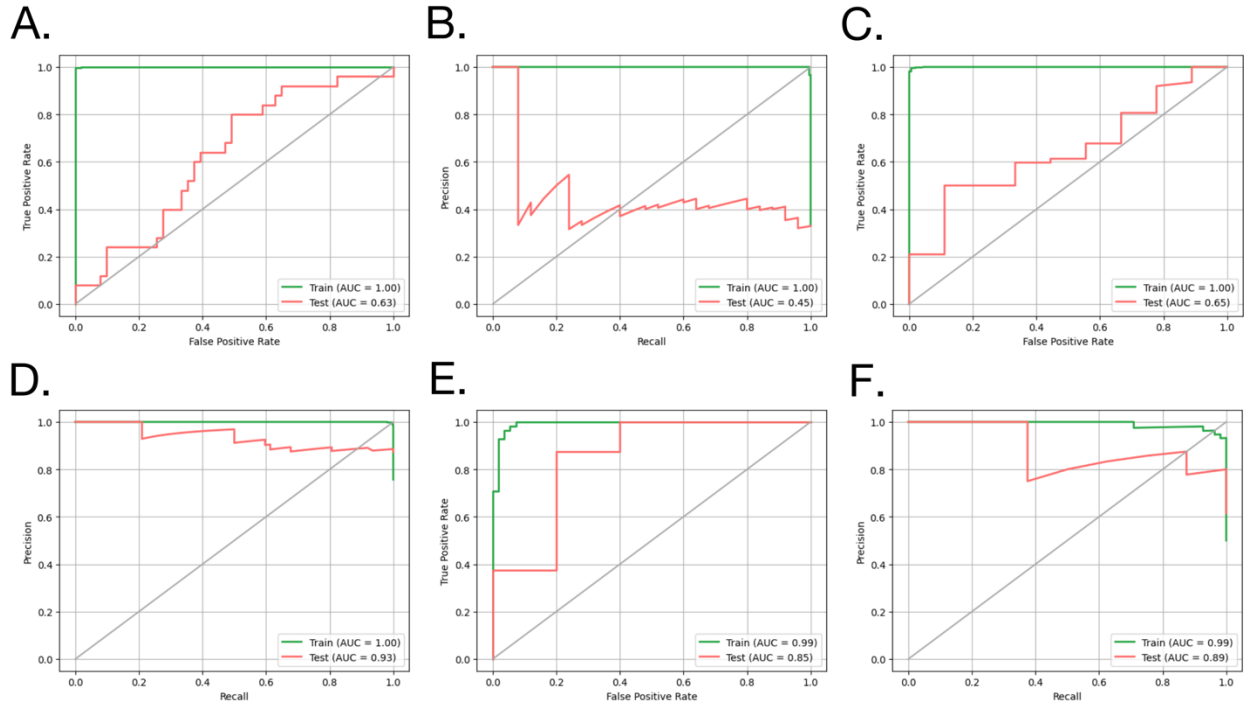 A.
1.0
0.8
0.6
0.4
0.2
0.0
True Positive Rate
Train (AUC = 1.00)
Test (AUC = 0.63)
0.0 0.2 0.4 0.6 0.8 1.0
False Positive Rate
B.
1.0
0.8
0.6
0.4
0.2
0.0
Precision
Train (AUC = 1.00)
Test (AUC = 0.45)
0.0 0.2 0.4 0.6 0.8 1.0
Recall
C.
1.0
0.8
0.6
0.4
0.2
0.0
True Positive Rate
Train (AUC = 1.00)
Test (AUC = 0.65)
0.0 0.2 0.4 0.6 0.8 1.0
False Positive Rate
D.
1.0
0.8
0.6
0.4
0.2
0.0
Precision
Train (AUC = 1.00)
Test (AUC = 0.93)
0.0 0.2 0.4 0.6 0.8 1.0
Recall
E.
1.0
0.8
0.6
0.4
0.2
0.0
True Positive Rate
Train (AUC = 0.99)
Test (AUC = 0.85)
0.0 0.2 0.4 0.6 0.8 1.0
False Positive Rate
F.
1.0
0.8
0.6
0.4
0.2
0.0
Precision
Train (AUC = 0.99)
Test (AUC = 0.89)
0.0 0.2 0.4 0.6 0.8 1.0
Recall